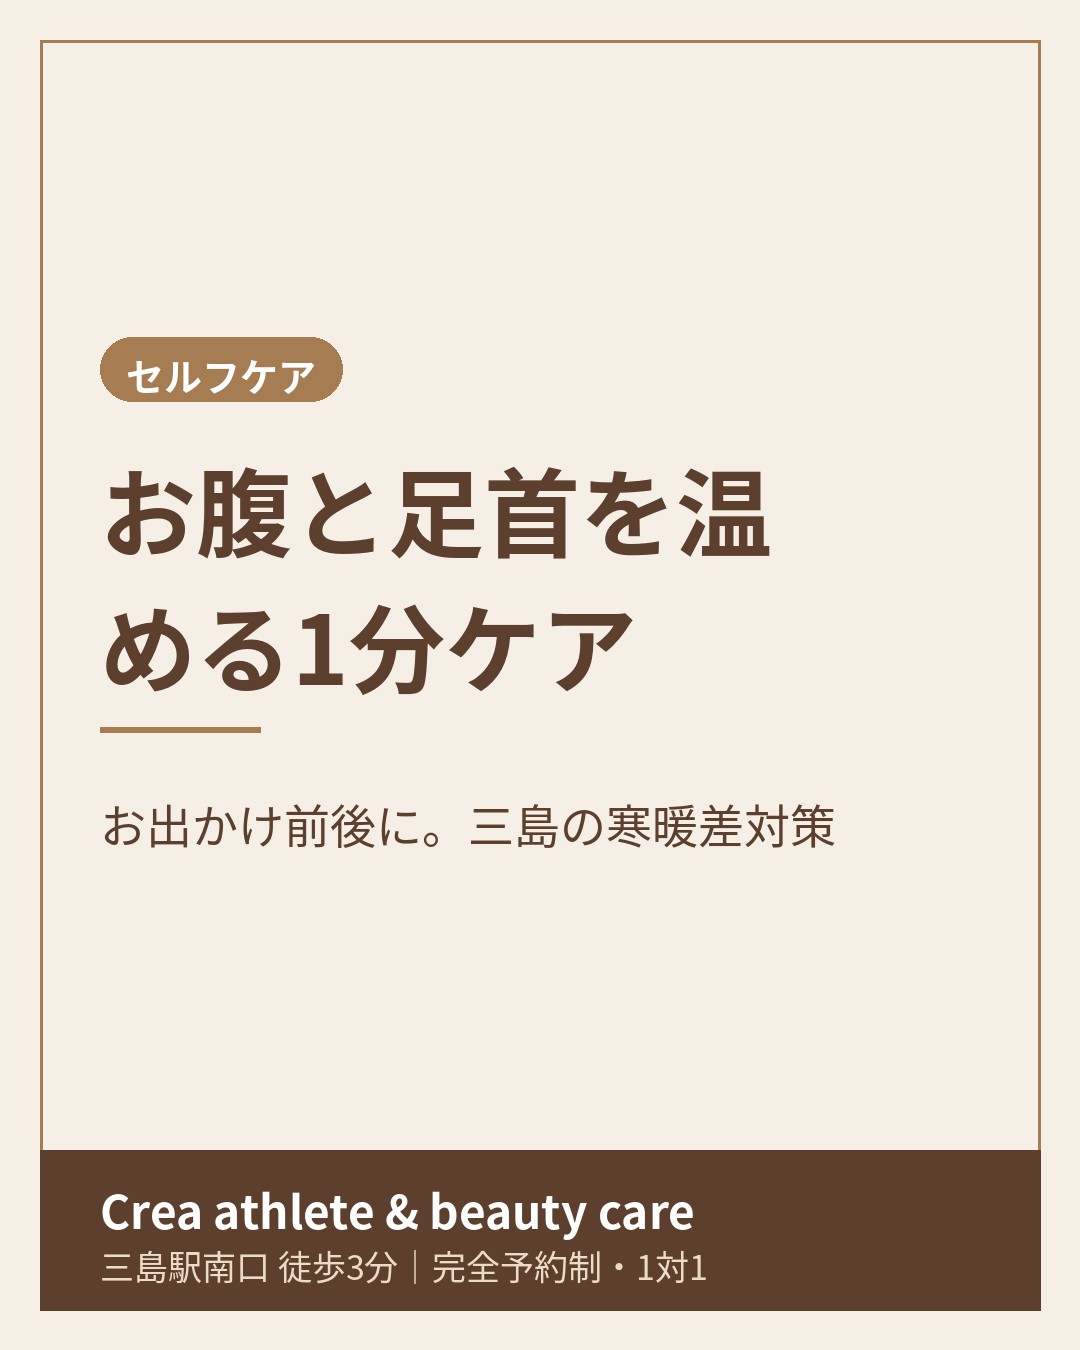 セルフケア
お腹と足首を温
める1分ケア
お出かけ前後に。三島の寒暖差対策
Crea athlete & beauty care
三島駅南口 徒歩3分｜完全予約制・1対1